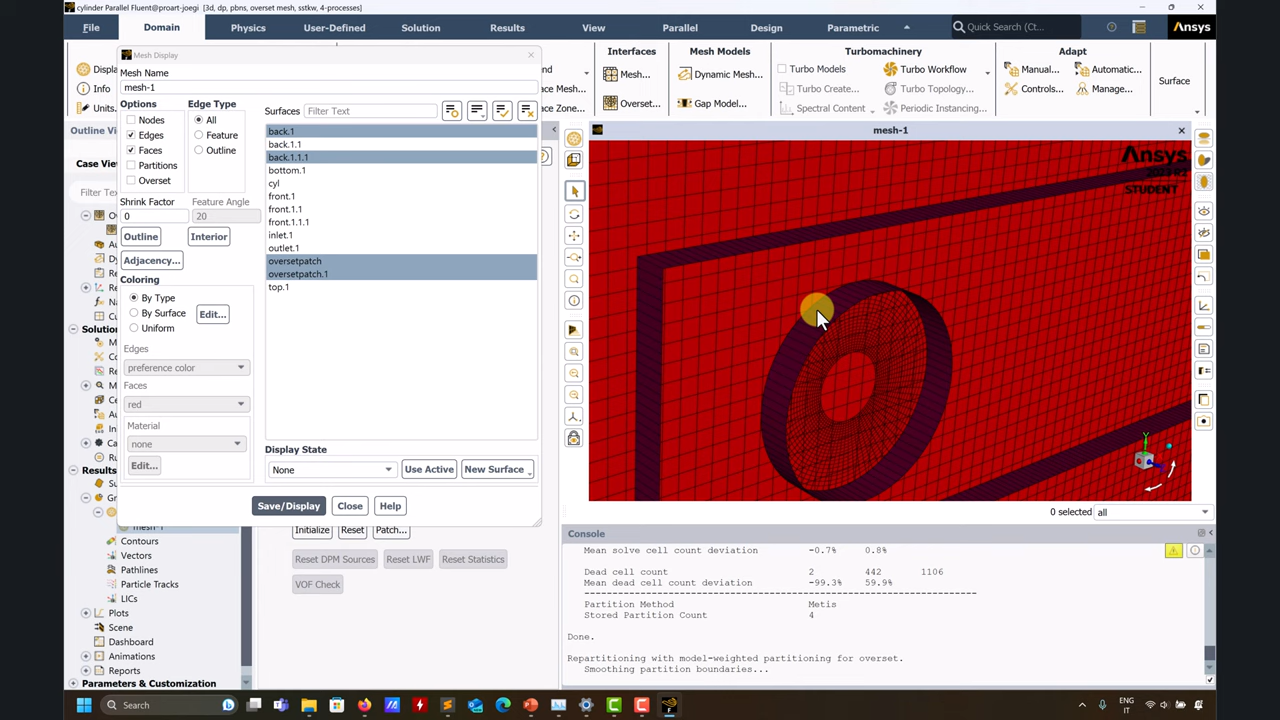 cylinder Parallel Fluent@proart-joegi [3d, dp, pbns, overset mesh, sstkw, 4-processes]
File Domain Physics User-Defined Solution Results View Parallel Design Parametric Quick Search (Ct... Ansys
Mesh Display
Interfaces Mesh Models Turbomachinery Adapt
Mesh... Dynamic Mesh... Turbo Models Turbo Workflow Manual... Automatic...
Turbo Create... Turbo Topology... Controls... Manage... Surface
Overset... Gap Model... Spectral Content Periodic Instancing...
Info
Units.
Mesh Name
mesh-1
Options Edge Type
Nodes All
Edges Feature
Faces Outline
Partitions
Overset
Shrink Factor Feature Angle
0 20
Outline Interior
Adjacency...
Coloring
By Type
By Surface Edit...
Uniform
Edges
preference color
Faces
red
Material
none
Edit...
Surfaces Filter Text
back.1
back.1.1
back.1.1.1
bottom.1
cyl
front.1
front.1.1
front.1.1.1
inlet.1
outlet.1
oversetpatch
oversetpatch.1
top.1
Display State
None Use Active New Surface
Save/Display Close Help
Initialize Reset Patch...
Reset DPM Sources Reset LWF Reset Statistics
VOF Check
Outline View
Case View
Solution
Results
mesh-1
Contours
Vectors
Pathlines
Particle Tracks
LICs
Plots
Scene
Dashboard
Animations
Reports
Parameters & Customization
mesh-1
Ansys
STUDENT
Y
0 selected all
Console
Mean solve cell count deviation -0.7% 0.8%
Dead cell count 2 442 1106
Mean dead cell count deviation -99.3% 59.9%
------------------------------------------------------------
Partition Method Metis
Stored Partition Count 4
Done.
Repartitioning with model-weighted partitioning for overset.
Smoothing partition boundaries...
Search
ENG
IT